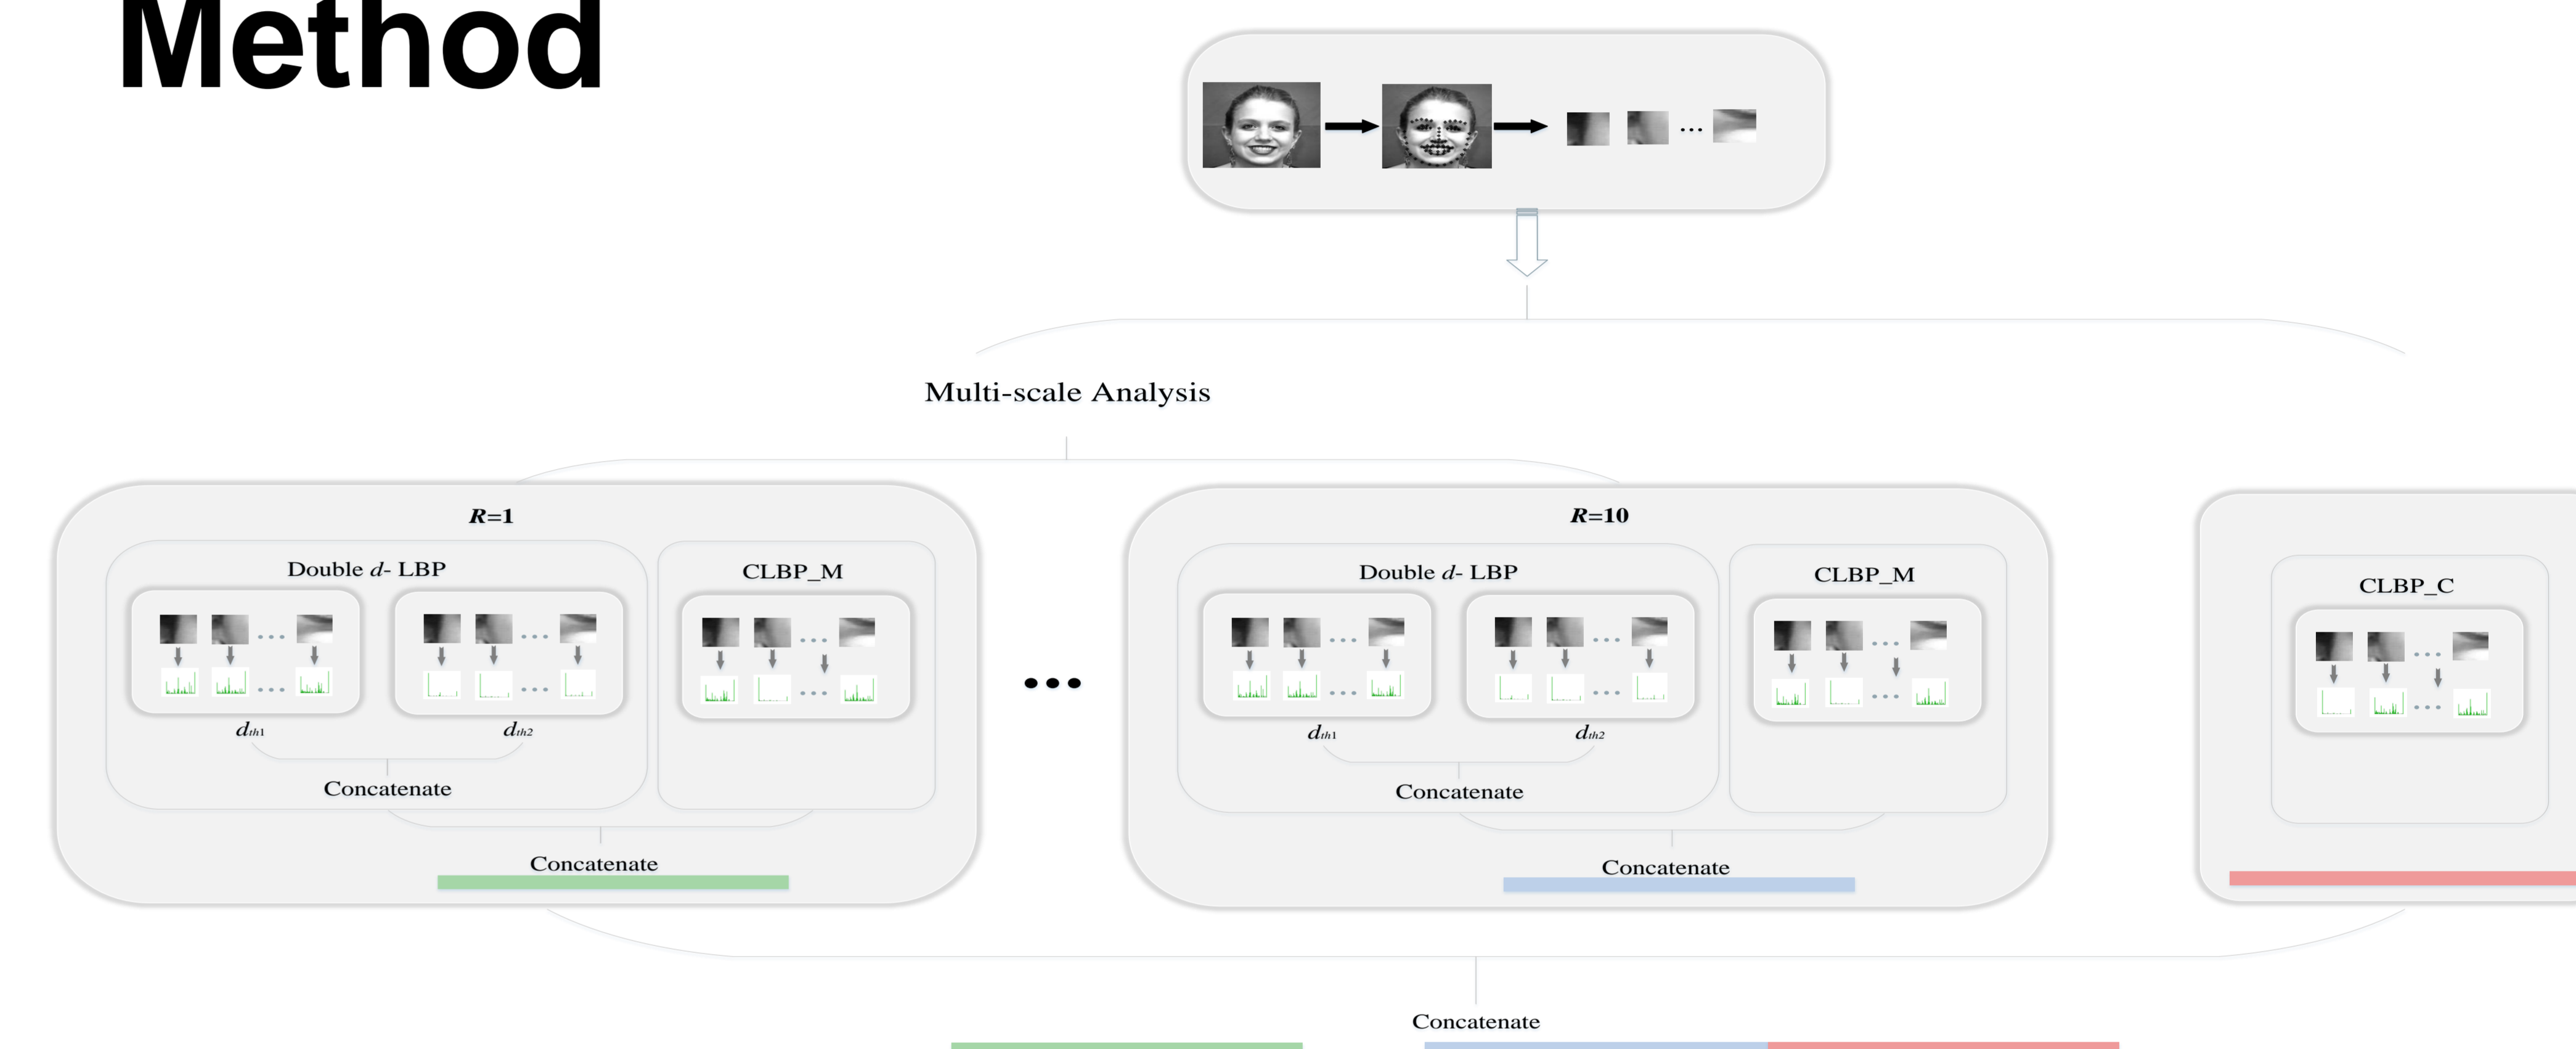 Method
...
Multi-scale Analysis
R=1
Double d- LBP
CLBP_M
...
...
...
...
...
...
dth1
dth2
Concatenate
Concatenate
...
R=10
Double d- LBP
CLBP_M
...
...
...
...
...
...
dth1
dth2
Concatenate
Concatenate
CLBP_C
...
...
Concatenate